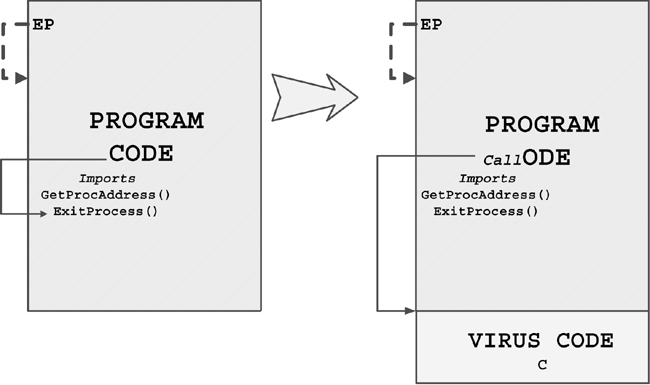 EP
PROGRAM
CODE
Imports
GetProcAddress()
ExitProcess()
EP
PROGRAM
CallODE
Imports
GetProcAddress()
ExitProcess()
VIRUS CODE
C